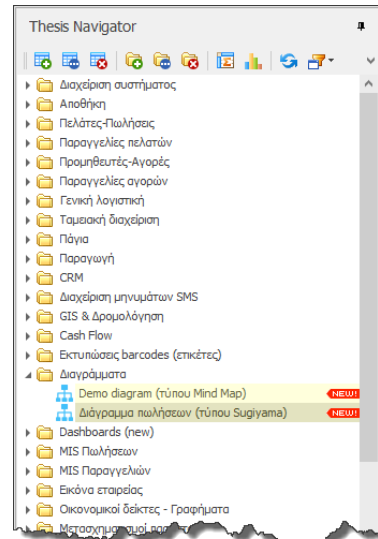 Thesis Navigator
Διαχείριση συστήματος
Αποθήκη
Πελάτες-Πωλήσεις
Παραγγελίες πελατών
Προμηθευτές-Αγορές
Παραγγελίες αγορών
Γενική λογιστική
Ταμειακή διαχείριση
Πάγια
Παραγωγή
CRM
Διαχείριση μηνυμάτων SMS
GIS & Δρομολόγηση
Cash Flow
Εκτυπώσεις barcodes (ετικέτες)
Διαγράμματα
Demo diagram (τύπου Mind Map) NEW!
Διάγραμμα πωλήσεων (τύπου Sugiyama) NEW!
Dashboards (new)
MIS Πωλήσεων
MIS Παραγγελιών
Εικόνα εταιρείας
Οικονομικοί δείκτες - Γραφήματα
Μετασχηματισμοί